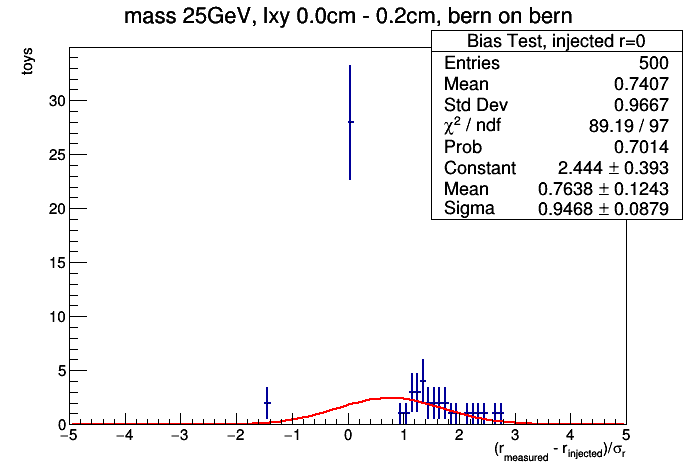 mass 25GeV, lxy 0.0cm - 0.2cm, bern on bern
Bias Test, injected r=0
Entries 500
Mean 0.7407
Std Dev 0.9667
χ² / ndf 89.19 / 97
Prob 0.7014
Constant 2.444 ± 0.393
Mean 0.7638 ± 0.1243
Sigma 0.9468 ± 0.0879
toys
30
25
20
15
10
5
0
−5 −4 −3 −2 −1 0 1 2 3 4 5
(r_measured - r_injected)/σ_r